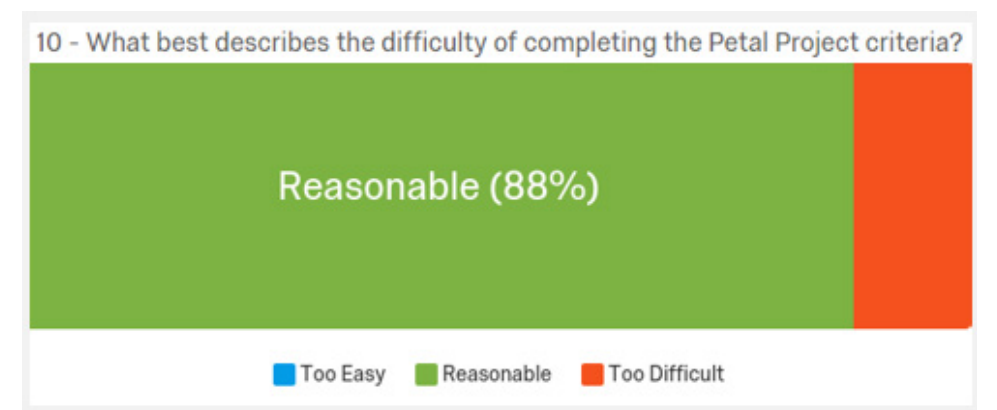 10 - What best describes the difficulty of completing the Petal Project criteria?
Reasonable (88%)
Too Easy Reasonable Too Difficult